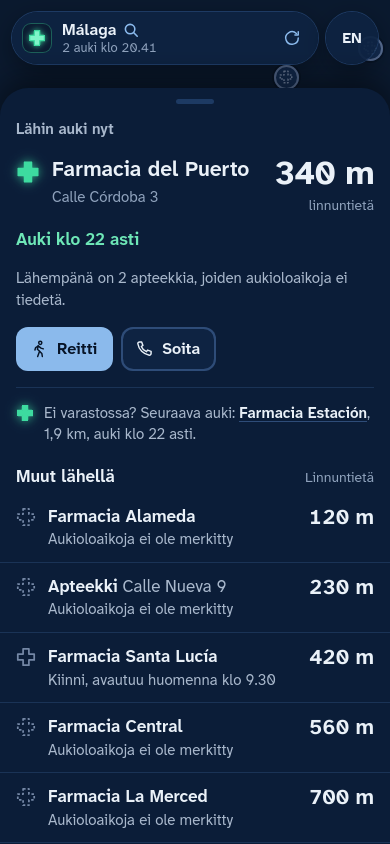 Málaga
2 auki klo 20.41
EN
Lähin auki nyt
Farmacia del Puerto
340 m
Calle Córdoba 3
linnuntietä
Auki klo 22 asti
Lähempänä on 2 apteekkia, joiden aukioloaikoja ei
tiedetä.
Reitti
Soita
Ei varastossa? Seuraava auki: Farmacia Estación,
1,9 km, auki klo 22 asti.
Muut lähellä
Linnuntietä
Farmacia Alameda
120 m
Aukioloaikoja ei ole merkitty
Apteekki Calle Nueva 9
230 m
Aukioloaikoja ei ole merkitty
Farmacia Santa Lucía
420 m
Kiinni, avautuu huomenna klo 9.30
Farmacia Central
560 m
Aukioloaikoja ei ole merkitty
Farmacia La Merced
700 m
Aukioloaikoja ei ole merkitty